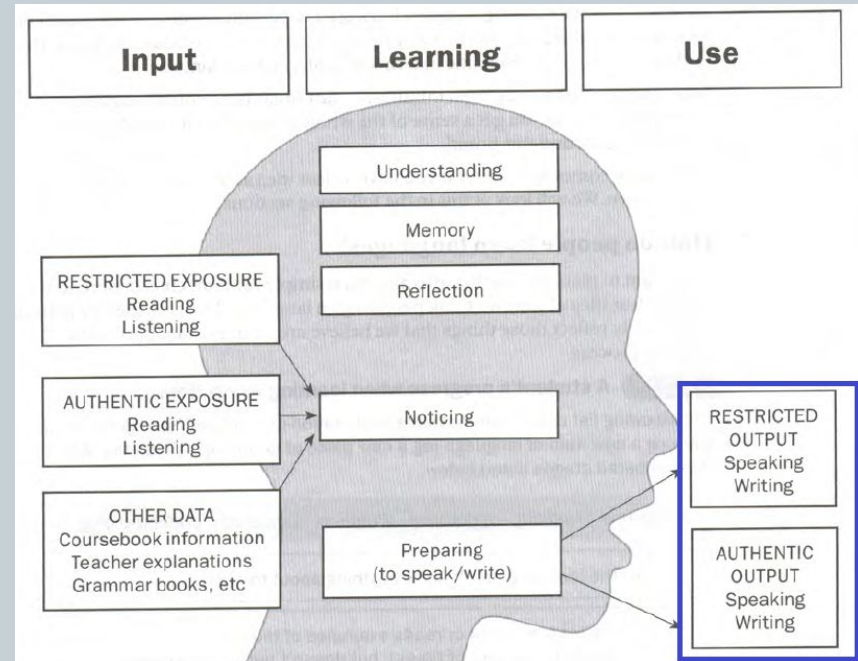 Input
Learning
Use
Understanding
Memory
Reflection
RESTRICTED EXPOSURE
Reading
Listening
AUTHENTIC EXPOSURE
Reading
Listening
Noticing
OTHER DATA
Coursebook information
Teacher explanations
Grammar books, etc
Preparing
(to speak/write)
RESTRICTED
OUTPUT
Speaking
Writing
AUTHENTIC
OUTPUT
Speaking
Writing